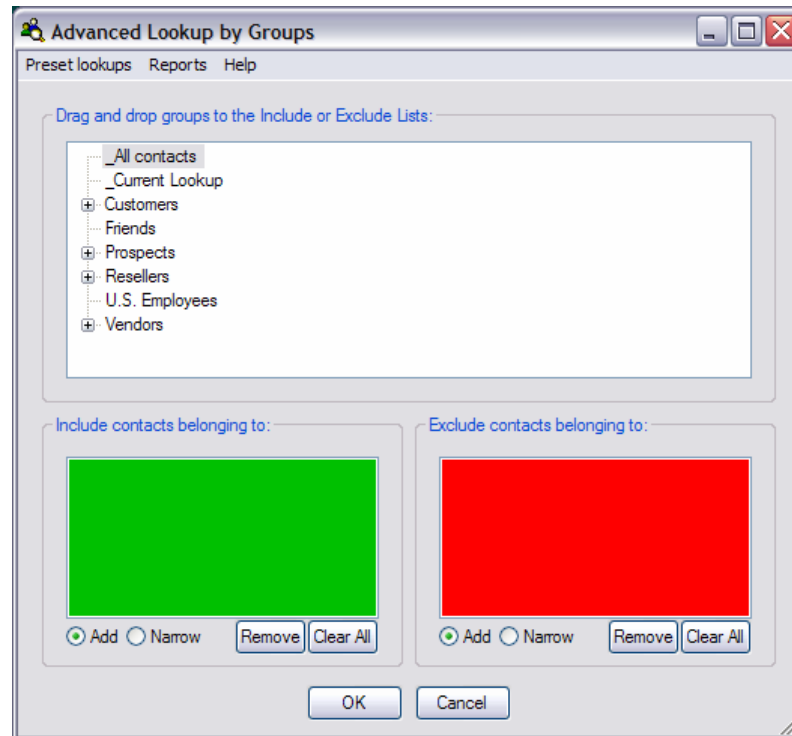 Advanced Lookup by Groups
Preset lookups Reports Help
Drag and drop groups to the Include or Exclude Lists:
_All contacts
_Current Lookup
Customers
Friends
Prospects
Resellers
U.S. Employees
Vendors
Include contacts belonging to: Exclude contacts belonging to:
Add Narrow Remove Clear All Add Narrow Remove Clear All
OK Cancel